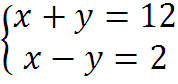 x + y = 12
x − y = 2